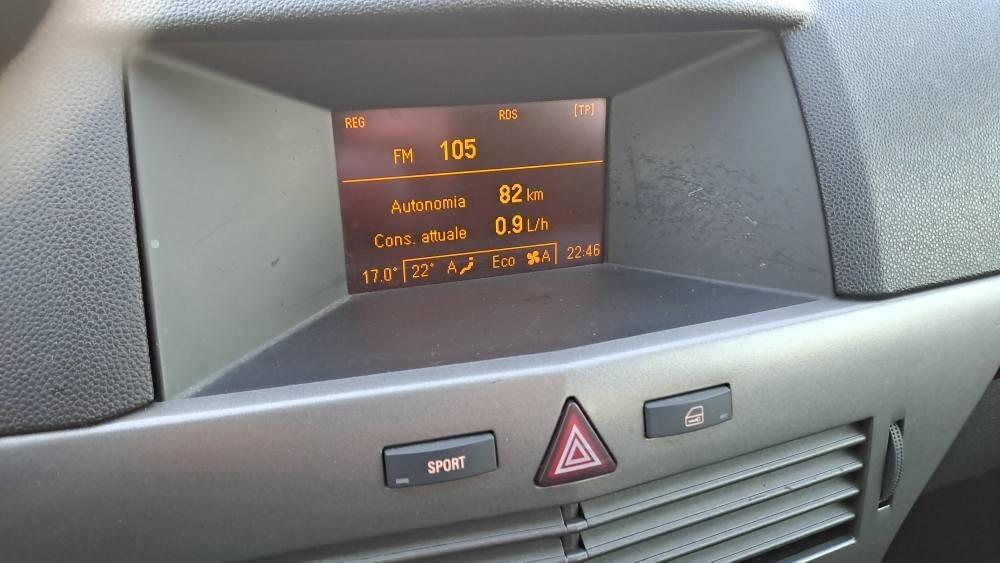 REG RDS [TP]
FM 105
Autonomia 82 km
Cons. attuale 0.9 L/h
17.0° 22° A Eco A 22:46
SPORT